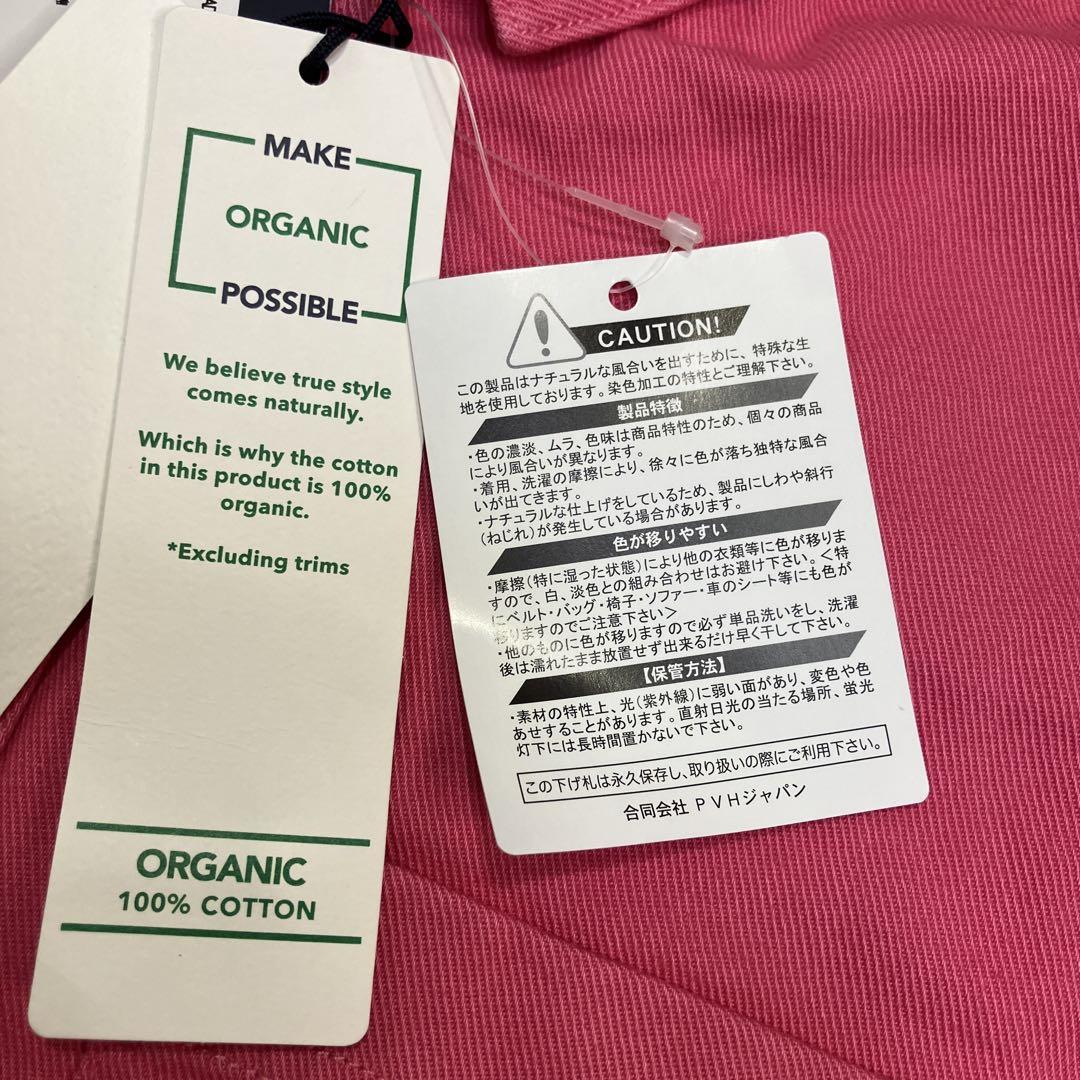 MAKE
ORGANIC
POSSIBLE
We believe true style
comes naturally.
Which is why the cotton
in this product is 100%
organic.
*Excluding trims
ORGANIC
100% COTTON
CAUTION!
この製品はナチュラルな風合いを出すために、特殊な生
地を使用しております。染色加工の特性とご理解下さい。
製品特徴
・色の濃淡、ムラ、色味は商品特性のため、個々の商品
により風合いが異なります。
・着用、洗濯の摩擦により、徐々に色が落ち独特な風合
いが出てきます。
・ナチュラルな仕上げをしているため、製品にしわや斜行
(ねじれ)が発生している場合があります。
色が移りやすい
・摩擦(特に湿った状態)により他の衣類等に色が移りま
すので、白、淡色との組み合わせはお避け下さい。<特
にベルト・バッグ・椅子・ソファー・車のシート等にも色が
移りますのでご注意下さい>
・他のものに色が移りますので必ず単品洗いをし、洗濯
後は濡れたまま放置せず出来るだけ早く干して下さい。
【保管方法】
・素材の特性上、光(紫外線)に弱い面があり、変色や色
あせすることがあります。直射日光の当たる場所、蛍光
灯下には長時間置かないで下さい。
この下げ札は永久保存し、取り扱いの際にご利用下さい。
合同会社 PVHジャパン